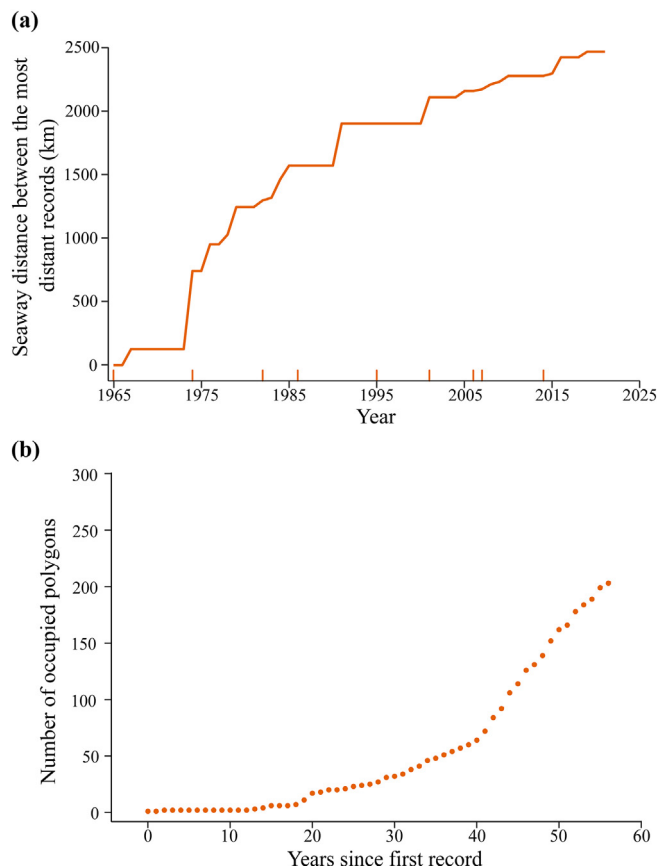 (a)
Seaway distance between the most
distant records (km)
2500
2000
1500
1000
500
0
1965 1975 1985 1995 2005 2015 2025
Year
(b)
Number of occupied polygons
300
250
200
150
100
50
0
0 10 20 30 40 50 60
Years since first record